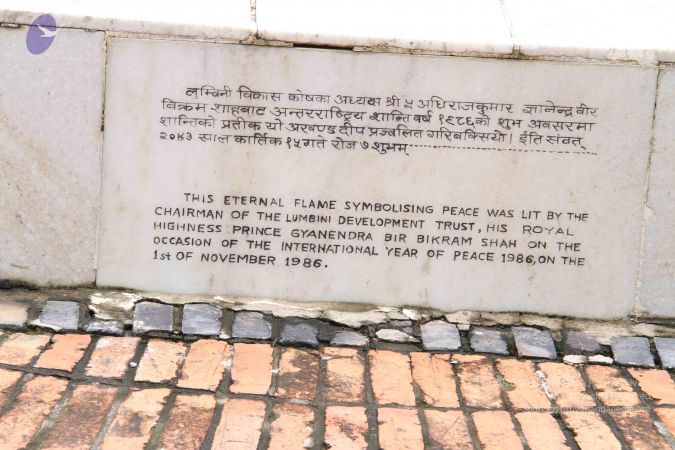 लुम्बिनी विकास कोषका अध्यक्ष श्री ५ अधिराजकुमार ज्ञानेन्द्र वीर
विक्रम शाहबाट अन्तरराष्ट्रिय शान्ति वर्ष १९८६को शुभ अवसरमा
शान्तिको प्रतीक यो अखण्ड दीप प्रज्वलित गरिबक्सियो। ईति संवत्
२०४३ साल कार्तिक १५गते रोज ७ शुभम्
THIS ETERNAL FLAME SYMBOLISING PEACE WAS LIT BY THE
CHAIRMAN OF THE LUMBINI DEVELOPMENT TRUST, HIS ROYAL
HIGHNESS PRINCE GYANENDRA BIR BIKRAM SHAH ON THE
OCCASION OF THE INTERNATIONAL YEAR OF PEACE 1986, ON THE
1st OF NOVEMBER 1986.